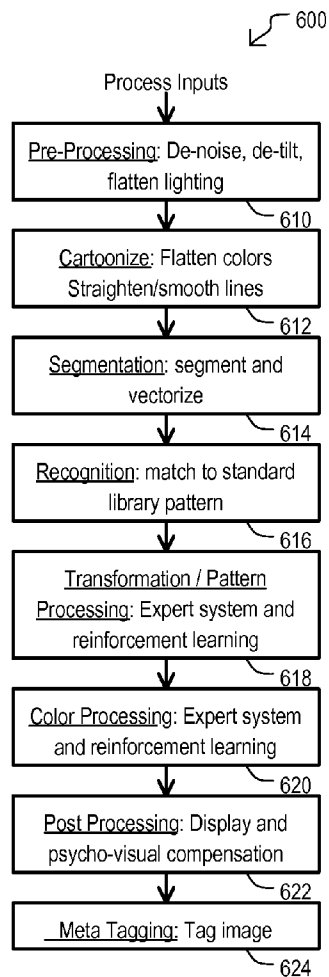 600
Process Inputs
Pre-Processing: De-noise, de-tilt,
flatten lighting
610
Cartoonize: Flatten colors
Straighten/smooth lines
612
Segmentation: segment and
vectorize
614
Recognition: match to standard
library pattern
616
Transformation / Pattern
Processing: Expert system and
reinforcement learning
618
Color Processing: Expert system
and reinforcement learning
620
Post Processing: Display and
psycho-visual compensation
622
Meta Tagging: Tag image
624